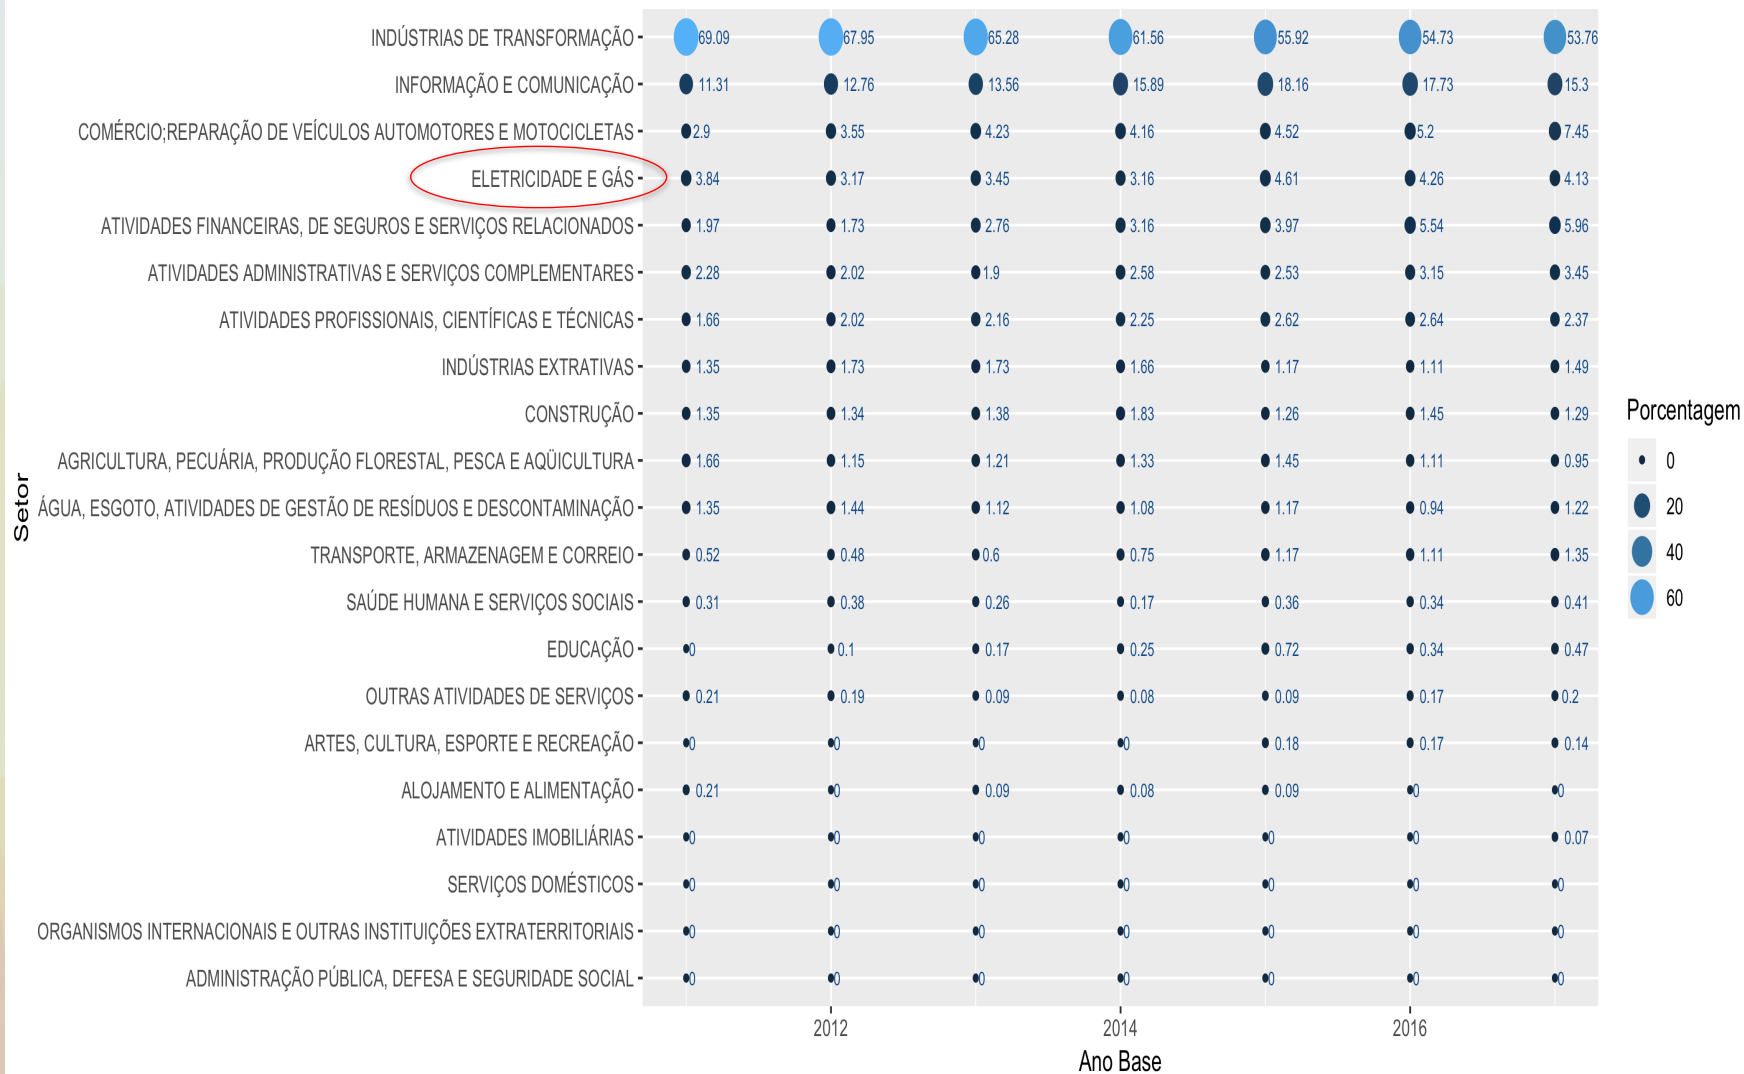 INDÚSTRIAS DE TRANSFORMAÇÃO 69.09 67.95 65.28 61.56 55.92 54.73 53.76
INFORMAÇÃO E COMUNICAÇÃO 11.31 12.76 13.56 15.89 18.16 17.73 15.3
COMÉRCIO;REPARAÇÃO DE VEÍCULOS AUTOMOTORES E MOTOCICLETAS 2.9 3.55 4.23 4.16 4.52 5.2 7.45
ELETRICIDADE E GÁS 3.84 3.17 3.45 3.16 4.61 4.26 4.13
ATIVIDADES FINANCEIRAS, DE SEGUROS E SERVIÇOS RELACIONADOS 1.97 1.73 2.76 3.16 3.97 5.54 5.96
ATIVIDADES ADMINISTRATIVAS E SERVIÇOS COMPLEMENTARES 2.28 2.02 1.9 2.58 2.53 3.15 3.45
ATIVIDADES PROFISSIONAIS, CIENTÍFICAS E TÉCNICAS 1.66 2.02 2.16 2.25 2.62 2.64 2.37
INDÚSTRIAS EXTRATIVAS 1.35 1.73 1.73 1.66 1.17 1.11 1.49
CONSTRUÇÃO 1.35 1.34 1.38 1.83 1.26 1.45 1.29
AGRICULTURA, PECUÁRIA, PRODUÇÃO FLORESTAL, PESCA E AQÜICULTURA 1.66 1.15 1.21 1.33 1.45 1.11 0.95
ÁGUA, ESGOTO, ATIVIDADES DE GESTÃO DE RESÍDUOS E DESCONTAMINAÇÃO 1.35 1.44 1.12 1.08 1.17 0.94 1.22
TRANSPORTE, ARMAZENAGEM E CORREIO 0.52 0.48 0.6 0.75 1.17 1.11 1.35
SAÚDE HUMANA E SERVIÇOS SOCIAIS 0.31 0.38 0.26 0.17 0.36 0.34 0.41
EDUCAÇÃO 0 0.1 0.17 0.25 0.72 0.34 0.47
OUTRAS ATIVIDADES DE SERVIÇOS 0.21 0.19 0.09 0.08 0.09 0.17 0.2
ARTES, CULTURA, ESPORTE E RECREAÇÃO 0 0 0 0 0.18 0.17 0.14
ALOJAMENTO E ALIMENTAÇÃO 0.21 0 0.09 0.08 0.09 0 0
ATIVIDADES IMOBILIÁRIAS 0 0 0 0 0 0 0.07
SERVIÇOS DOMÉSTICOS 0 0 0 0 0 0 0
ORGANISMOS INTERNACIONAIS E OUTRAS INSTITUIÇÕES EXTRATERRITORIAIS 0 0 0 0 0 0 0
ADMINISTRAÇÃO PÚBLICA, DEFESA E SEGURIDADE SOCIAL 0 0 0 0 0 0 0
2012 2014 2016
Ano Base
Setor
Porcentagem
0
20
40
60